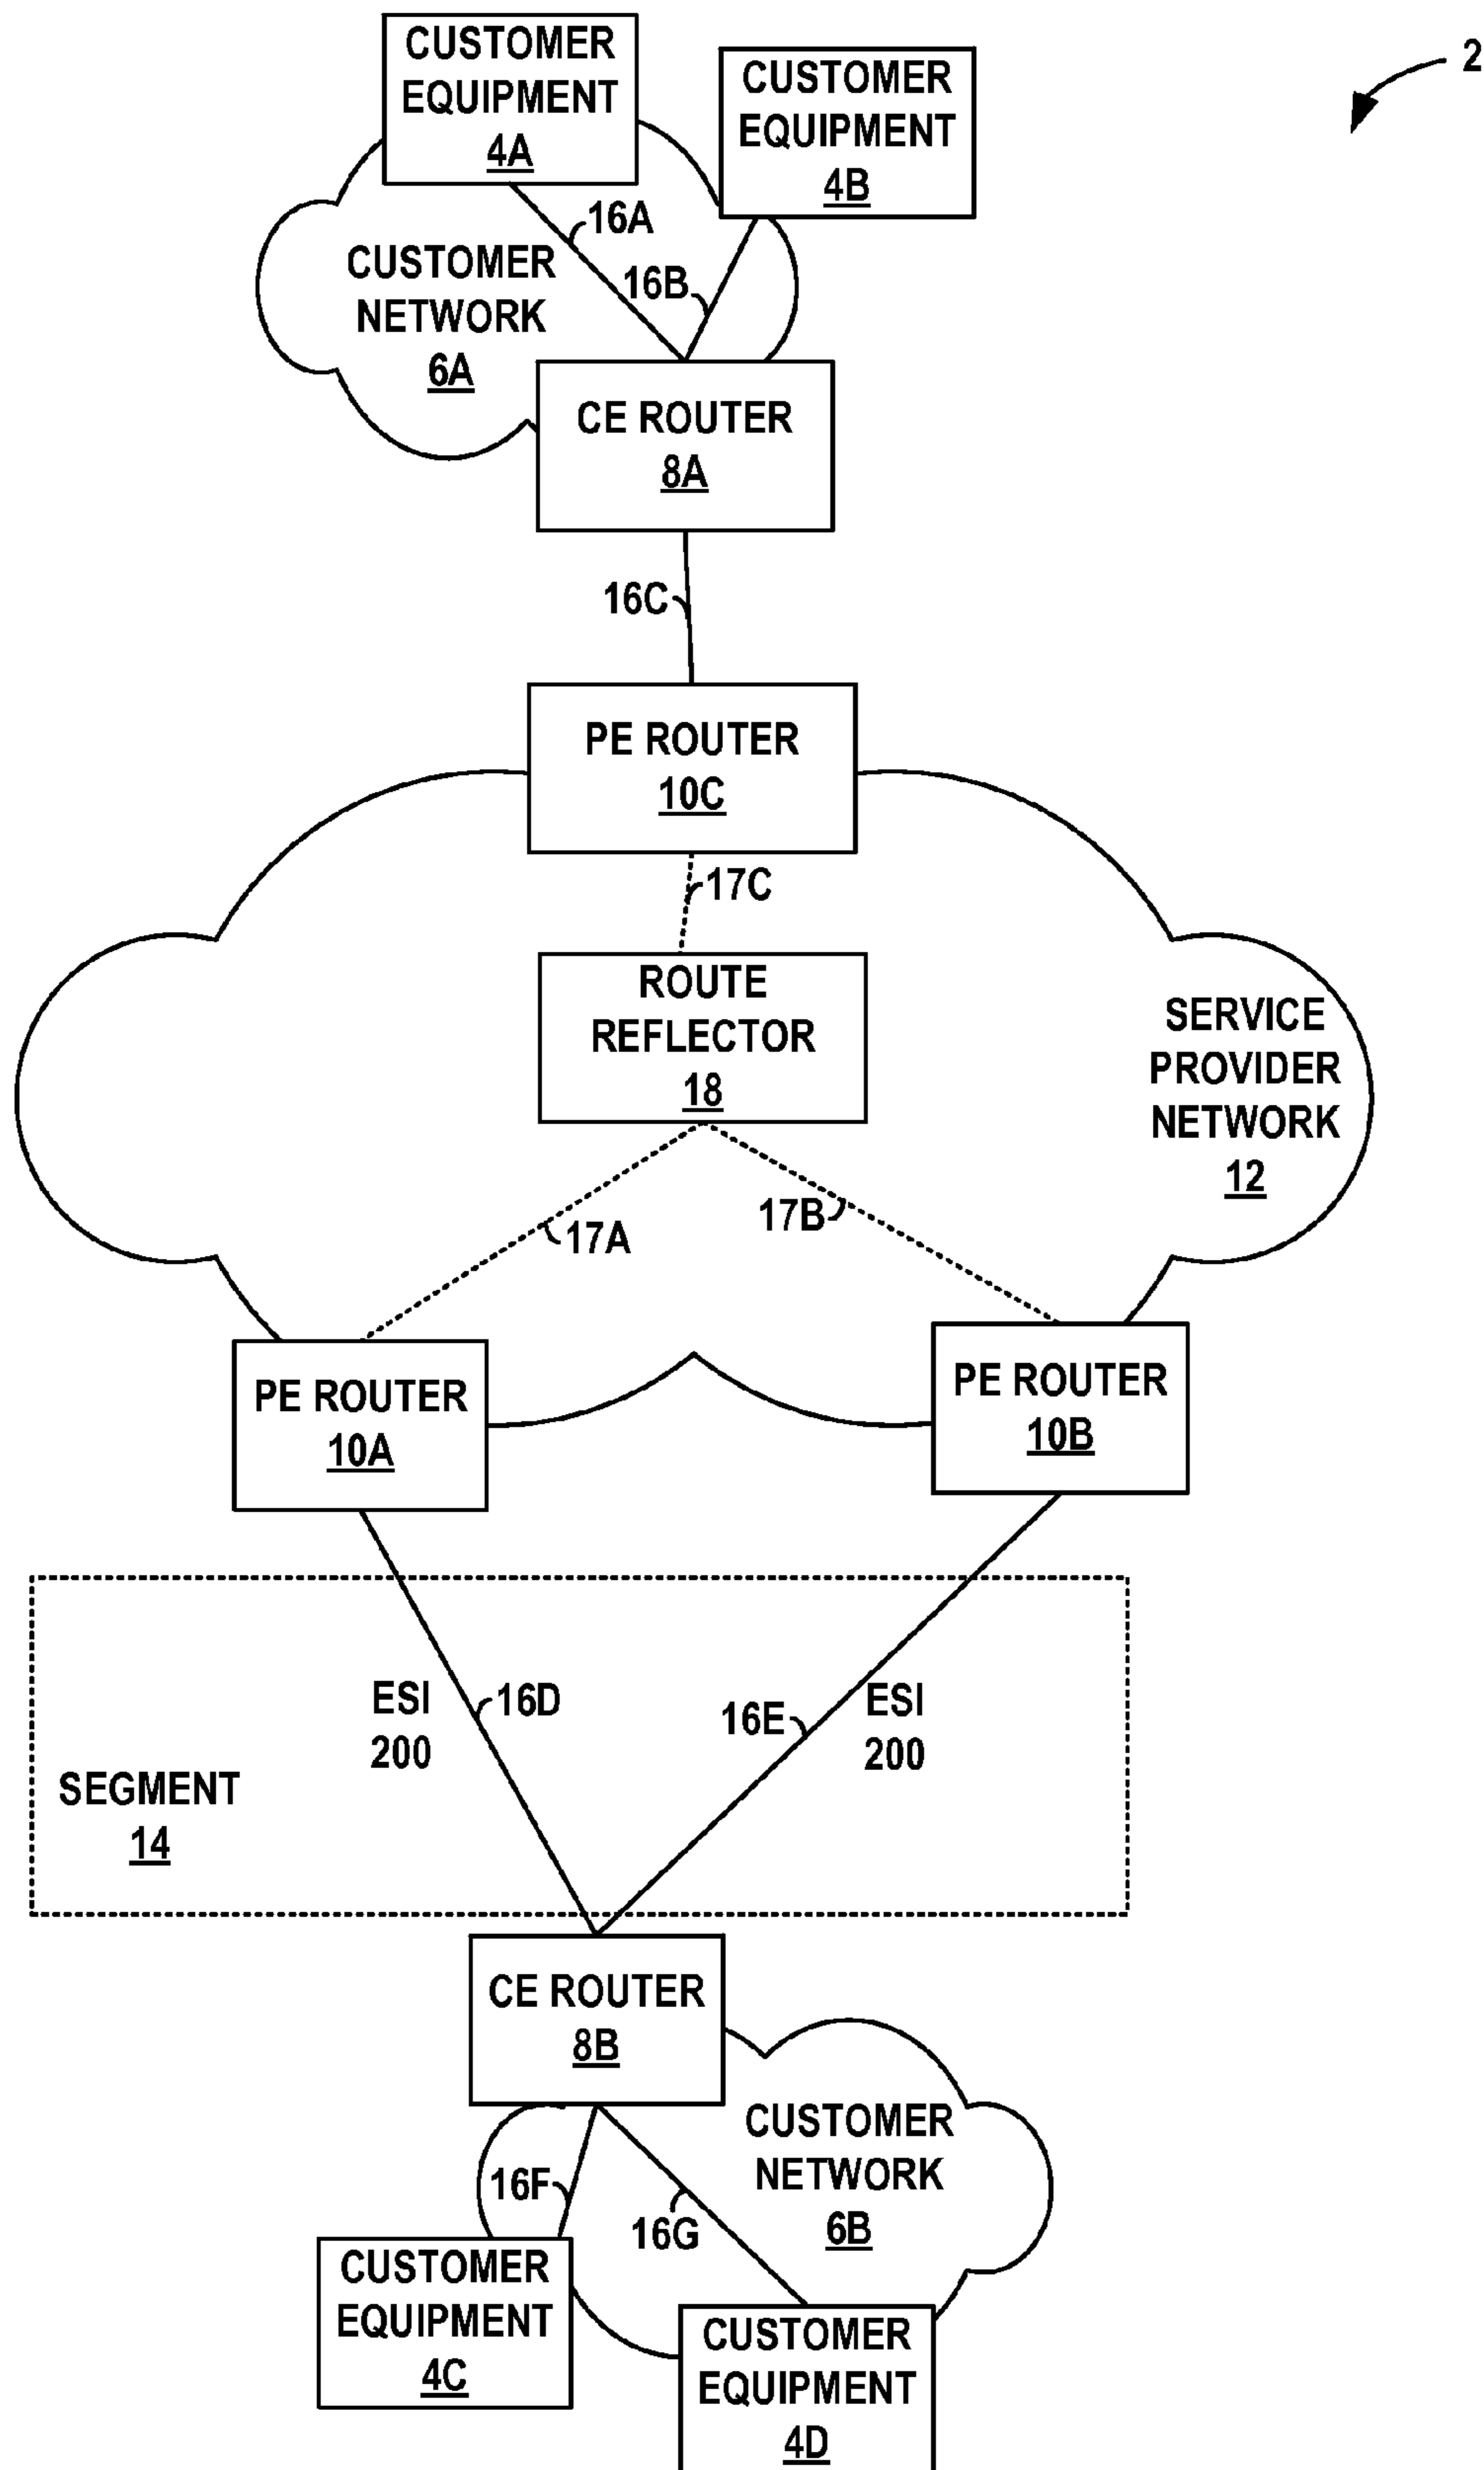 2
CUSTOMER
EQUIPMENT
4A
CUSTOMER
EQUIPMENT
4B
16A
16B
CUSTOMER
NETWORK
6A
CE ROUTER
8A
16C
PE ROUTER
10C
17C
ROUTE
REFLECTOR
18
SERVICE
PROVIDER
NETWORK
12
17A
17B
PE ROUTER
10A
PE ROUTER
10B
ESI
200
16D
16E
ESI
200
SEGMENT
14
CE ROUTER
8B
CUSTOMER
NETWORK
6B
16F
16G
CUSTOMER
EQUIPMENT
4C
CUSTOMER
EQUIPMENT
4D